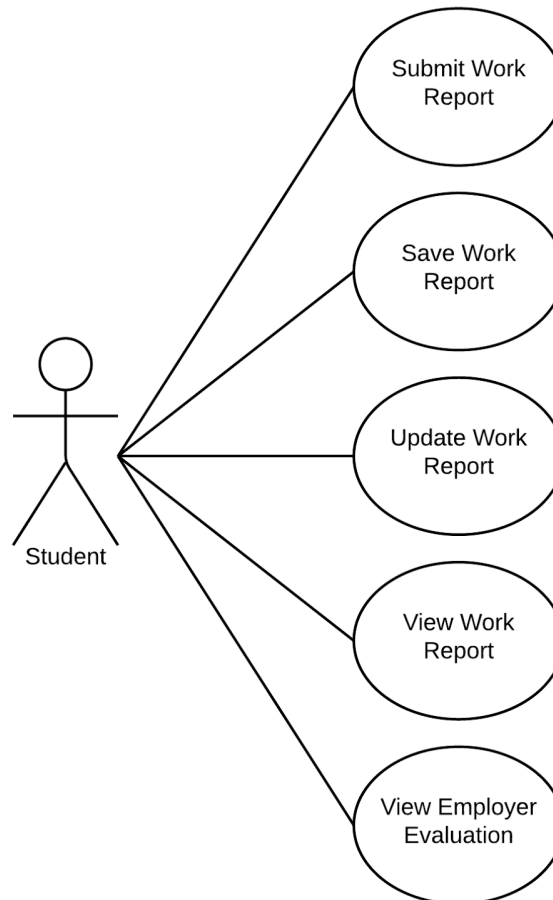 Submit Work
Report
Save Work
Report
Update Work
Report
Student
View Work
Report
View Employer
Evaluation